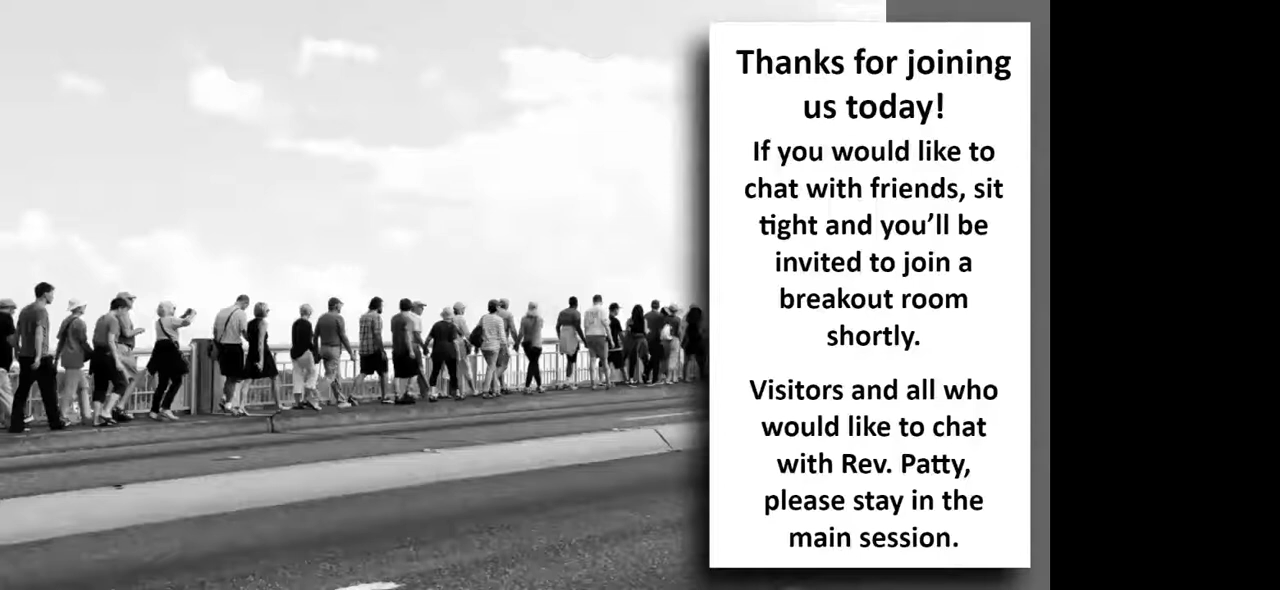 Thanks for joining
us today!
If you would like to
chat with friends, sit
tight and you’ll be
invited to join a
breakout room
shortly.
Visitors and all who
would like to chat
with Rev. Patty,
please stay in the
main session.